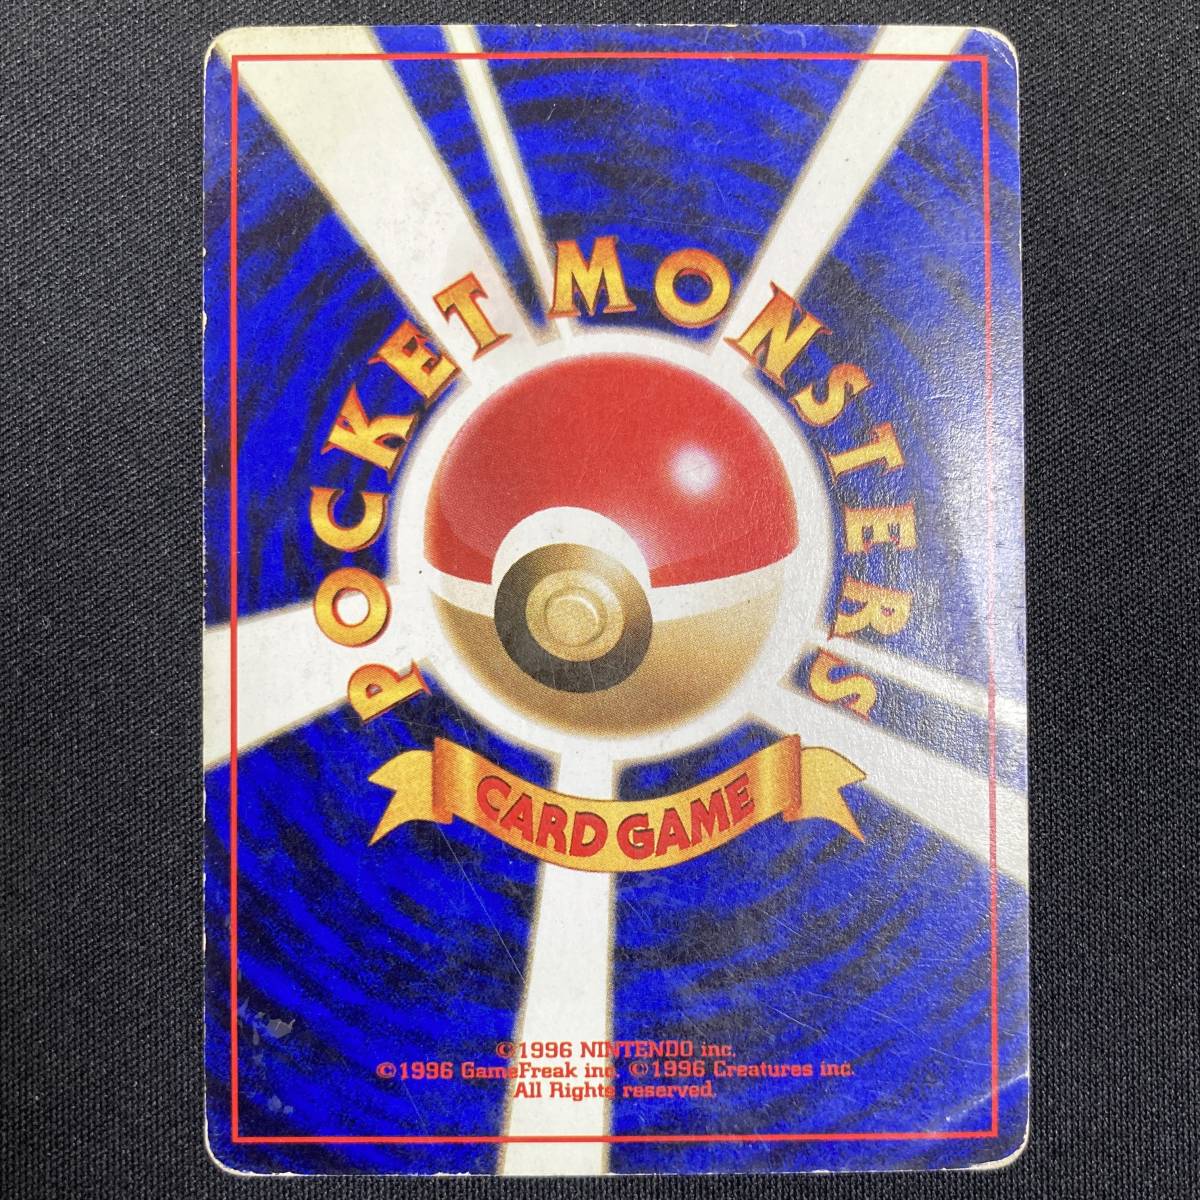 POCKET MONSTERS
CARD GAME
©1996 NINTENDO inc.
©1996 GameFreak inc. ©1996 Creatures inc.
All Rights reserved.